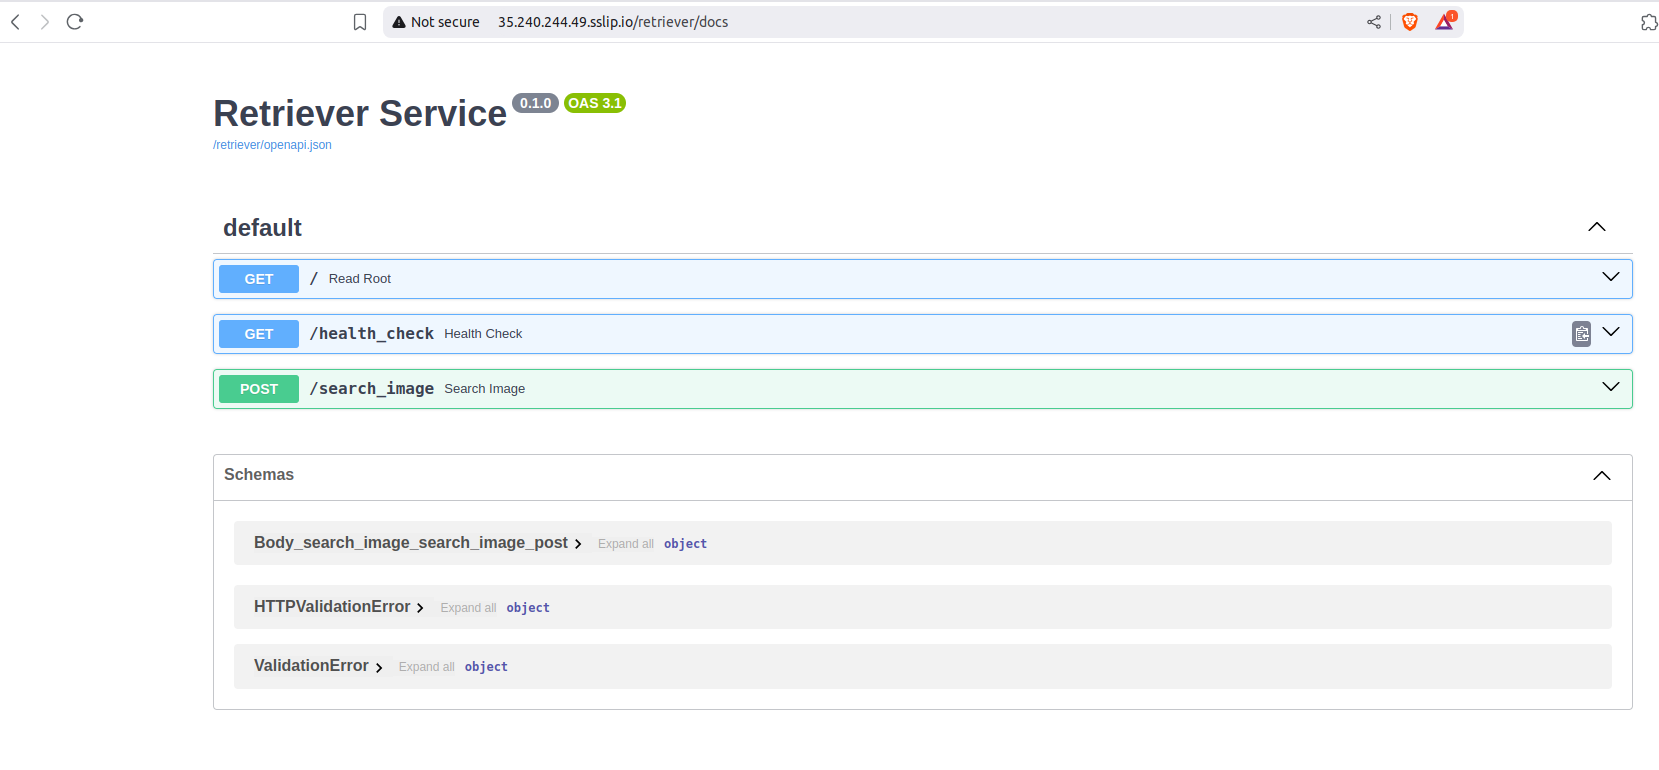 Not secure 35.240.244.49.sslip.io/retriever/docs 1
Retriever Service 0.1.0 OAS 3.1
/retriever/openapi.json
default
GET / Read Root
GET /health_check Health Check
POST /search_image Search Image
Schemas
Body_search_image_search_image_post Expand all object
HTTPValidationError Expand all object
ValidationError Expand all object